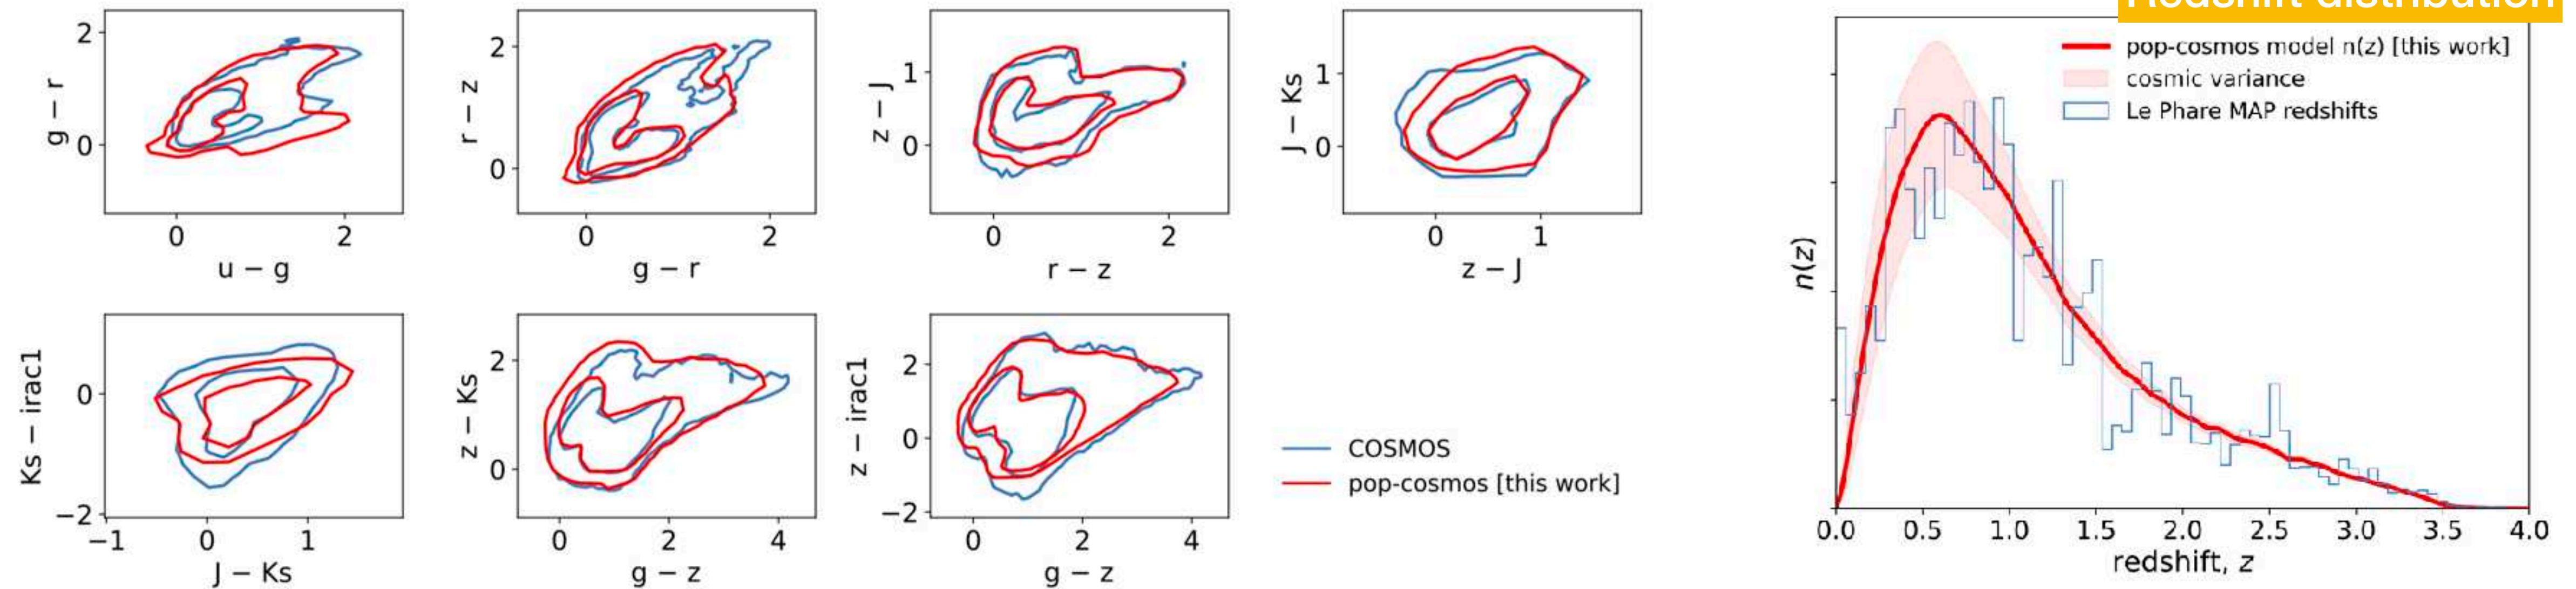 2
0
g − r
0
2
u − g
2
0
r − z
0
2
g − r
1
0
z − J
0
2
r − z
1
0
J − Ks
0
1
z − J
0
−2
Ks − irac1
−1
0
1
J − Ks
2
0
z − Ks
0
2
4
g − z
2
0
−2
z − irac1
0
2
4
g − z
COSMOS
pop-cosmos [this work]
Redshift distribution
pop-cosmos model n(z) [this work]
cosmic variance
Le Phare MAP redshifts
n(z)
0.0
0.5
1.0
1.5
2.0
2.5
3.0
3.5
4.0
redshift, z